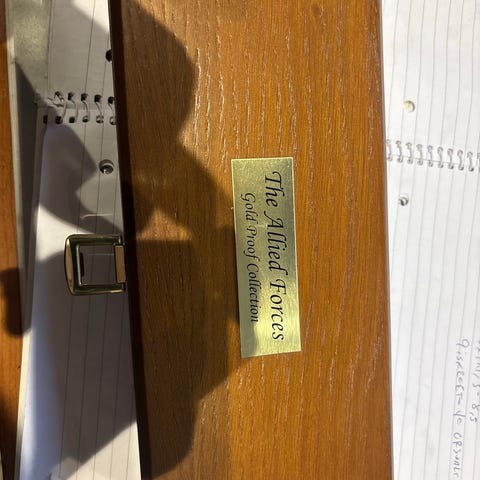 The Allied Forces
Gold Proof Collection